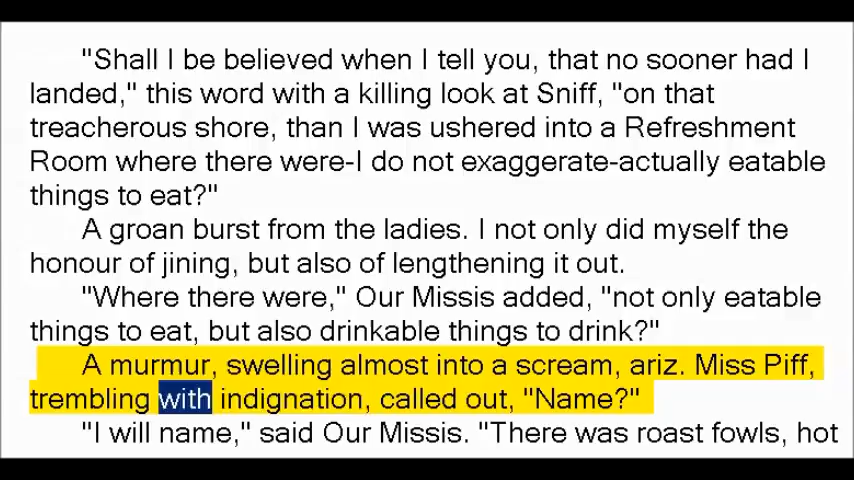 "Shall I be believed when I tell you, that no sooner had I
landed," this word with a killing look at Sniff, "on that
treacherous shore, than I was ushered into a Refreshment
Room where there were-I do not exaggerate-actually eatable
things to eat?"
A groan burst from the ladies. I not only did myself the
honour of jining, but also of lengthening it out.
"Where there were," Our Missis added, "not only eatable
things to eat, but also drinkable things to drink?"
A murmur, swelling almost into a scream, ariz. Miss Piff,
trembling with indignation, called out, "Name?"
"I will name," said Our Missis. "There was roast fowls, hot